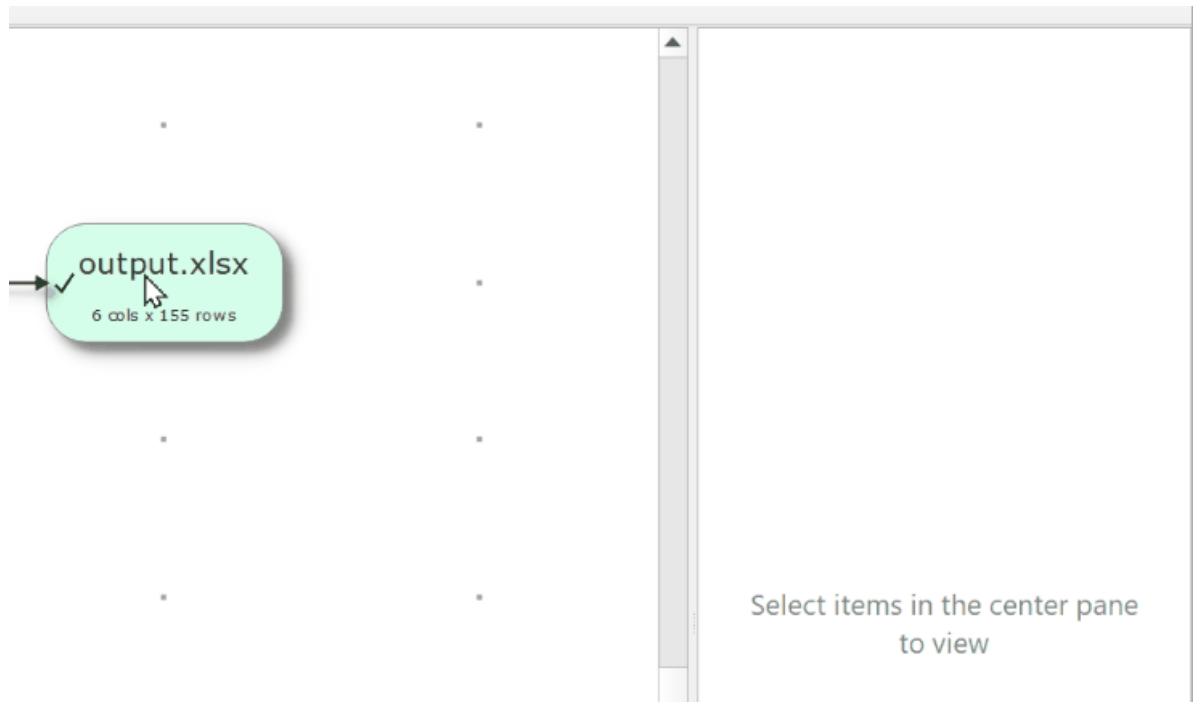 output.xlsx
6 cols x 155 rows
Select items in the center pane
to view